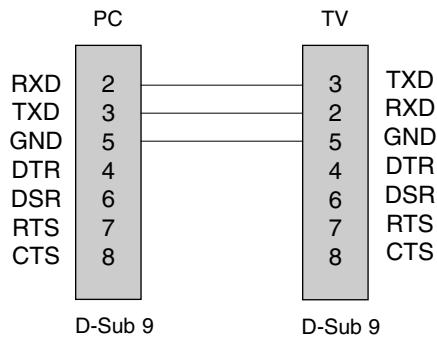 PC TV
RXD 2 3 TXD
TXD 3 2 RXD
GND 5 5 GND
DTR 4 4 DTR
DSR 6 6 DSR
RTS 7 7 RTS
CTS 8 8 CTS
D-Sub 9 D-Sub 9